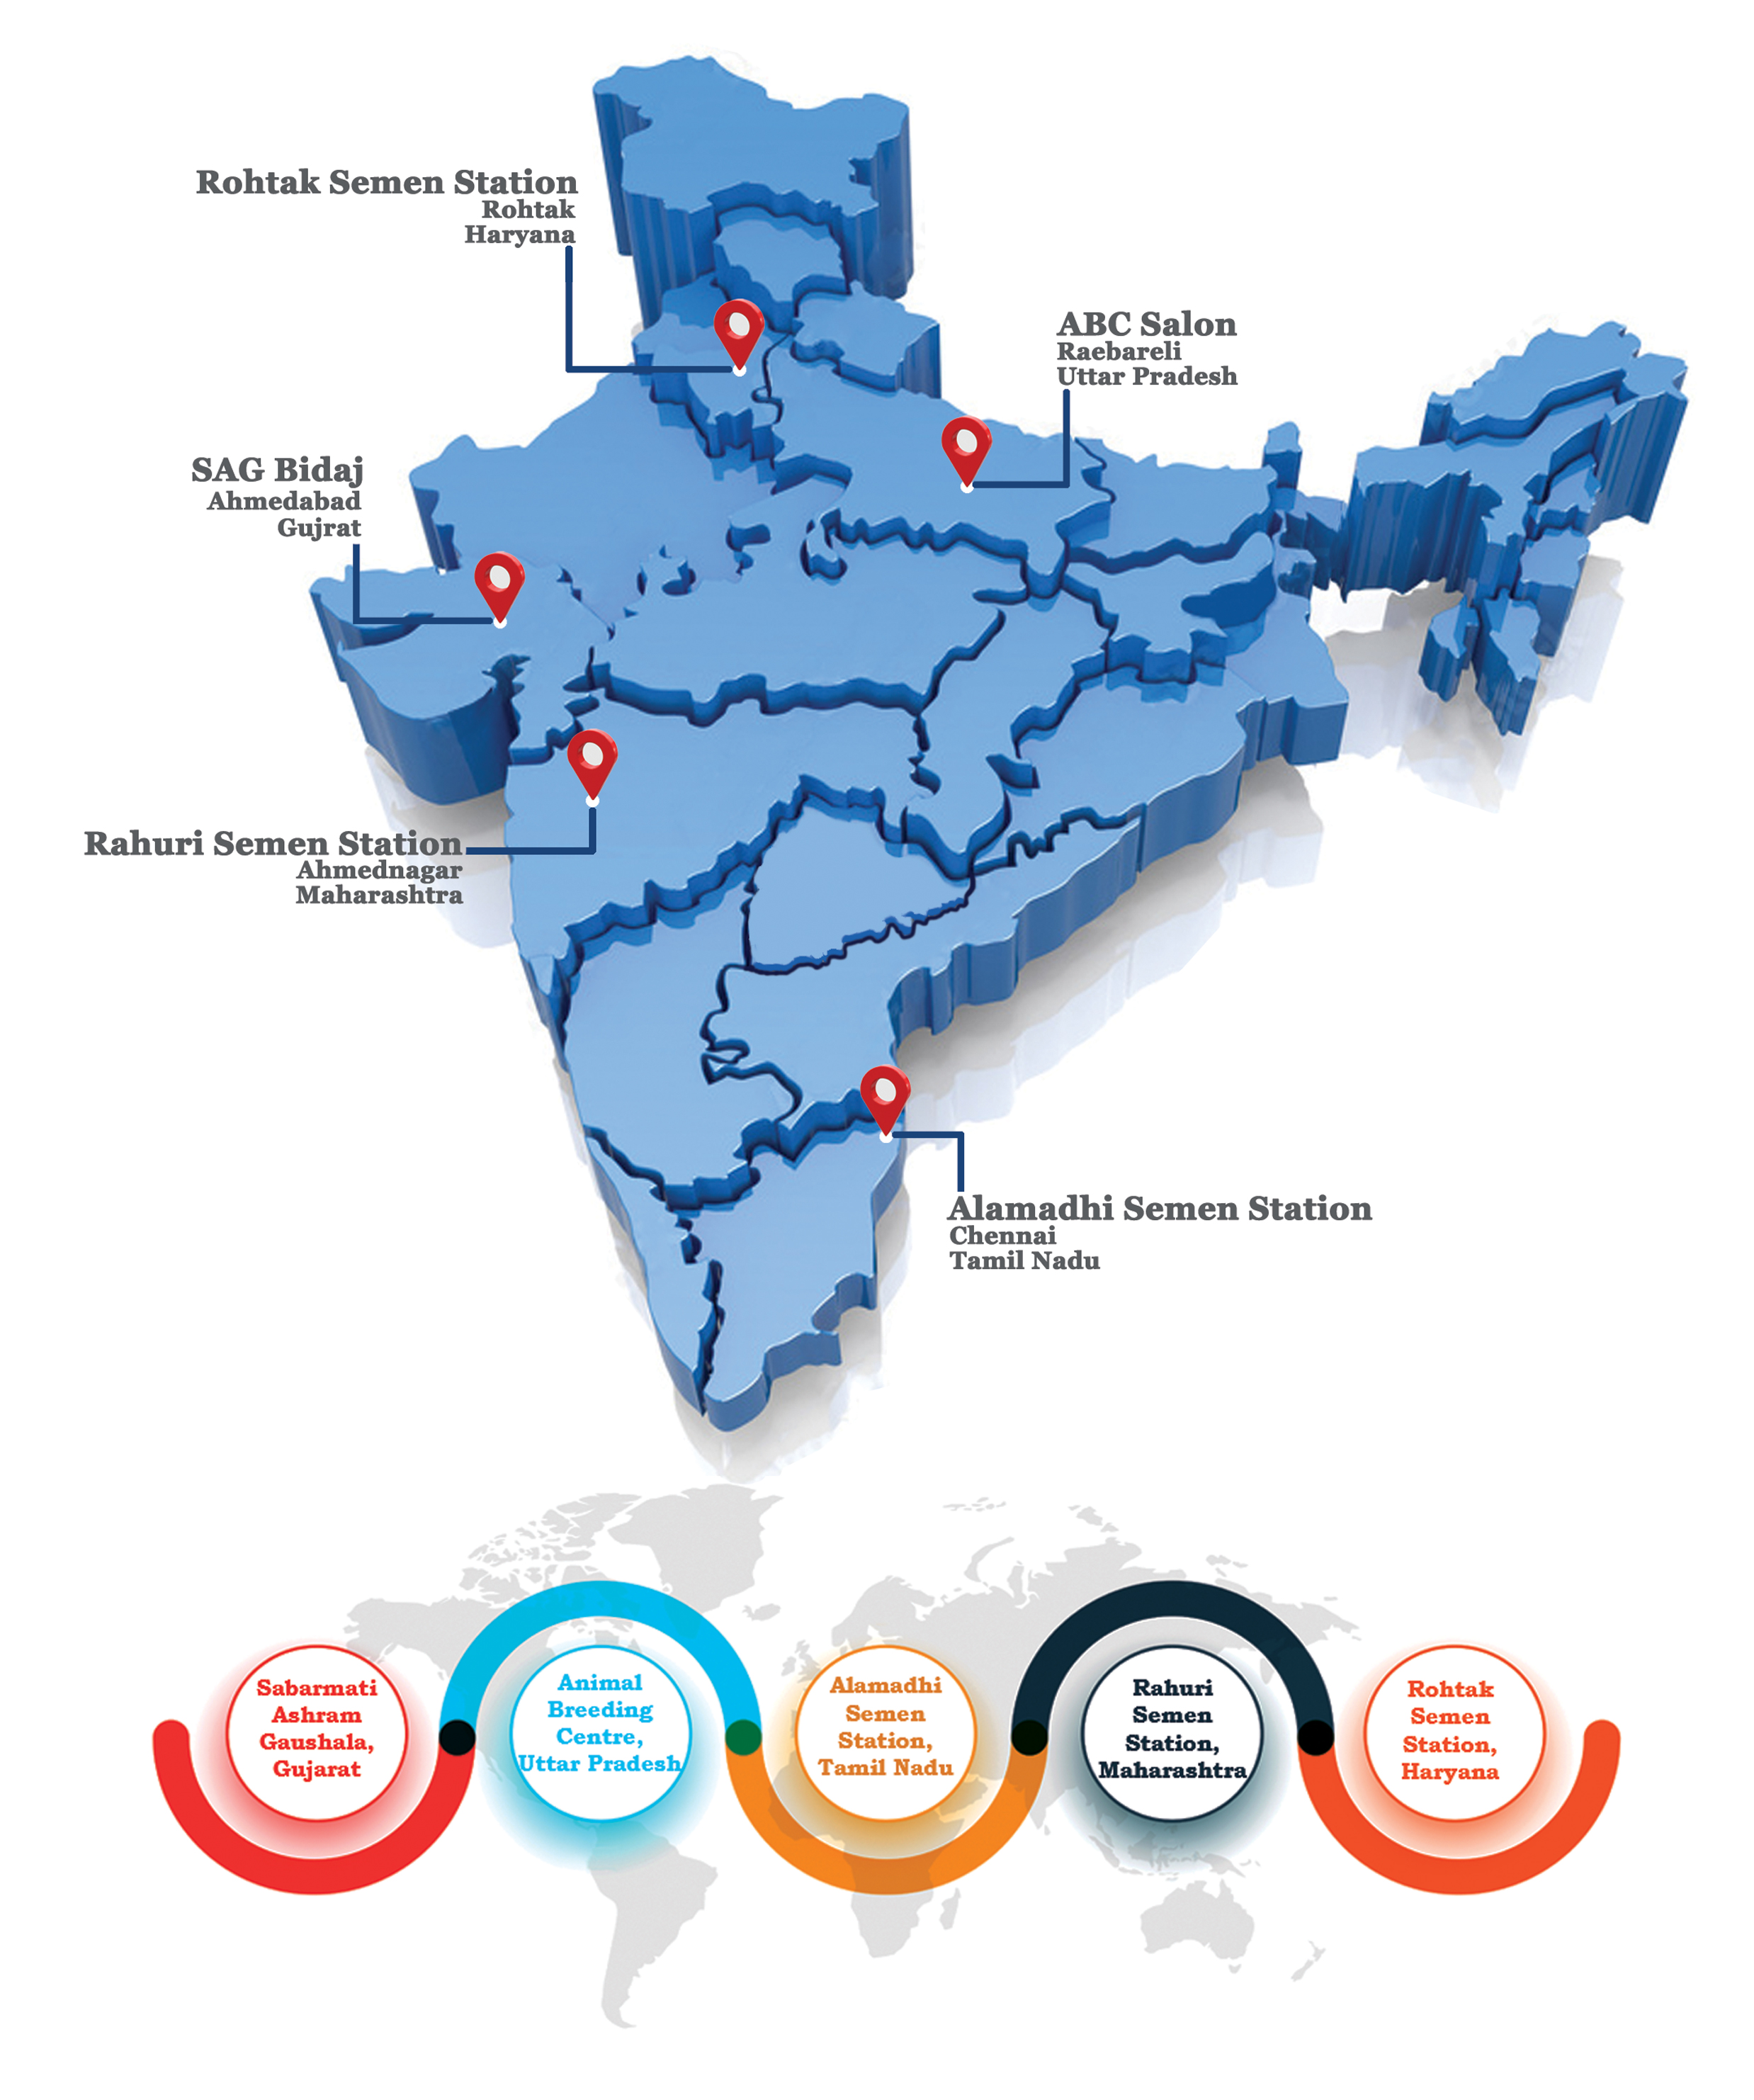 Rohtak Semen Station
Rohtak
Haryana
ABC Salon
Raebareli
Uttar Pradesh
SAG Bidaj
Ahmedabad
Gujrat
Rahuri Semen Station
Ahmednagar
Maharashtra
Alamadhi Semen Station
Chennai
Tamil Nadu
Sabarmati
Ashram
Gaushala,
Gujarat
Animal
Breeding
Centre,
Uttar Pradesh
Alamadhi
Semen
Station,
Tamil Nadu
Rahuri
Semen
Station,
Maharashtra
Rohtak
Semen
Station,
Haryana